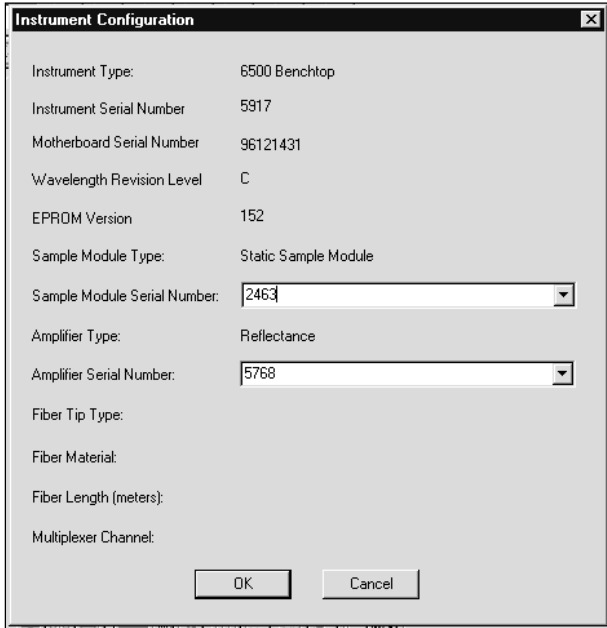 Instrument Configuration
Instrument Type: 6500 Benchtop
Instrument Serial Number 5917
Motherboard Serial Number 96121431
Wavelength Revision Level C
EPROM Version 152
Sample Module Type: Static Sample Module
Sample Module Serial Number: 2463
Amplifier Type: Reflectance
Amplifier Serial Number: 5768
Fiber Tip Type:
Fiber Material:
Fiber Length (meters):
Multiplexer Channel:
OK Cancel